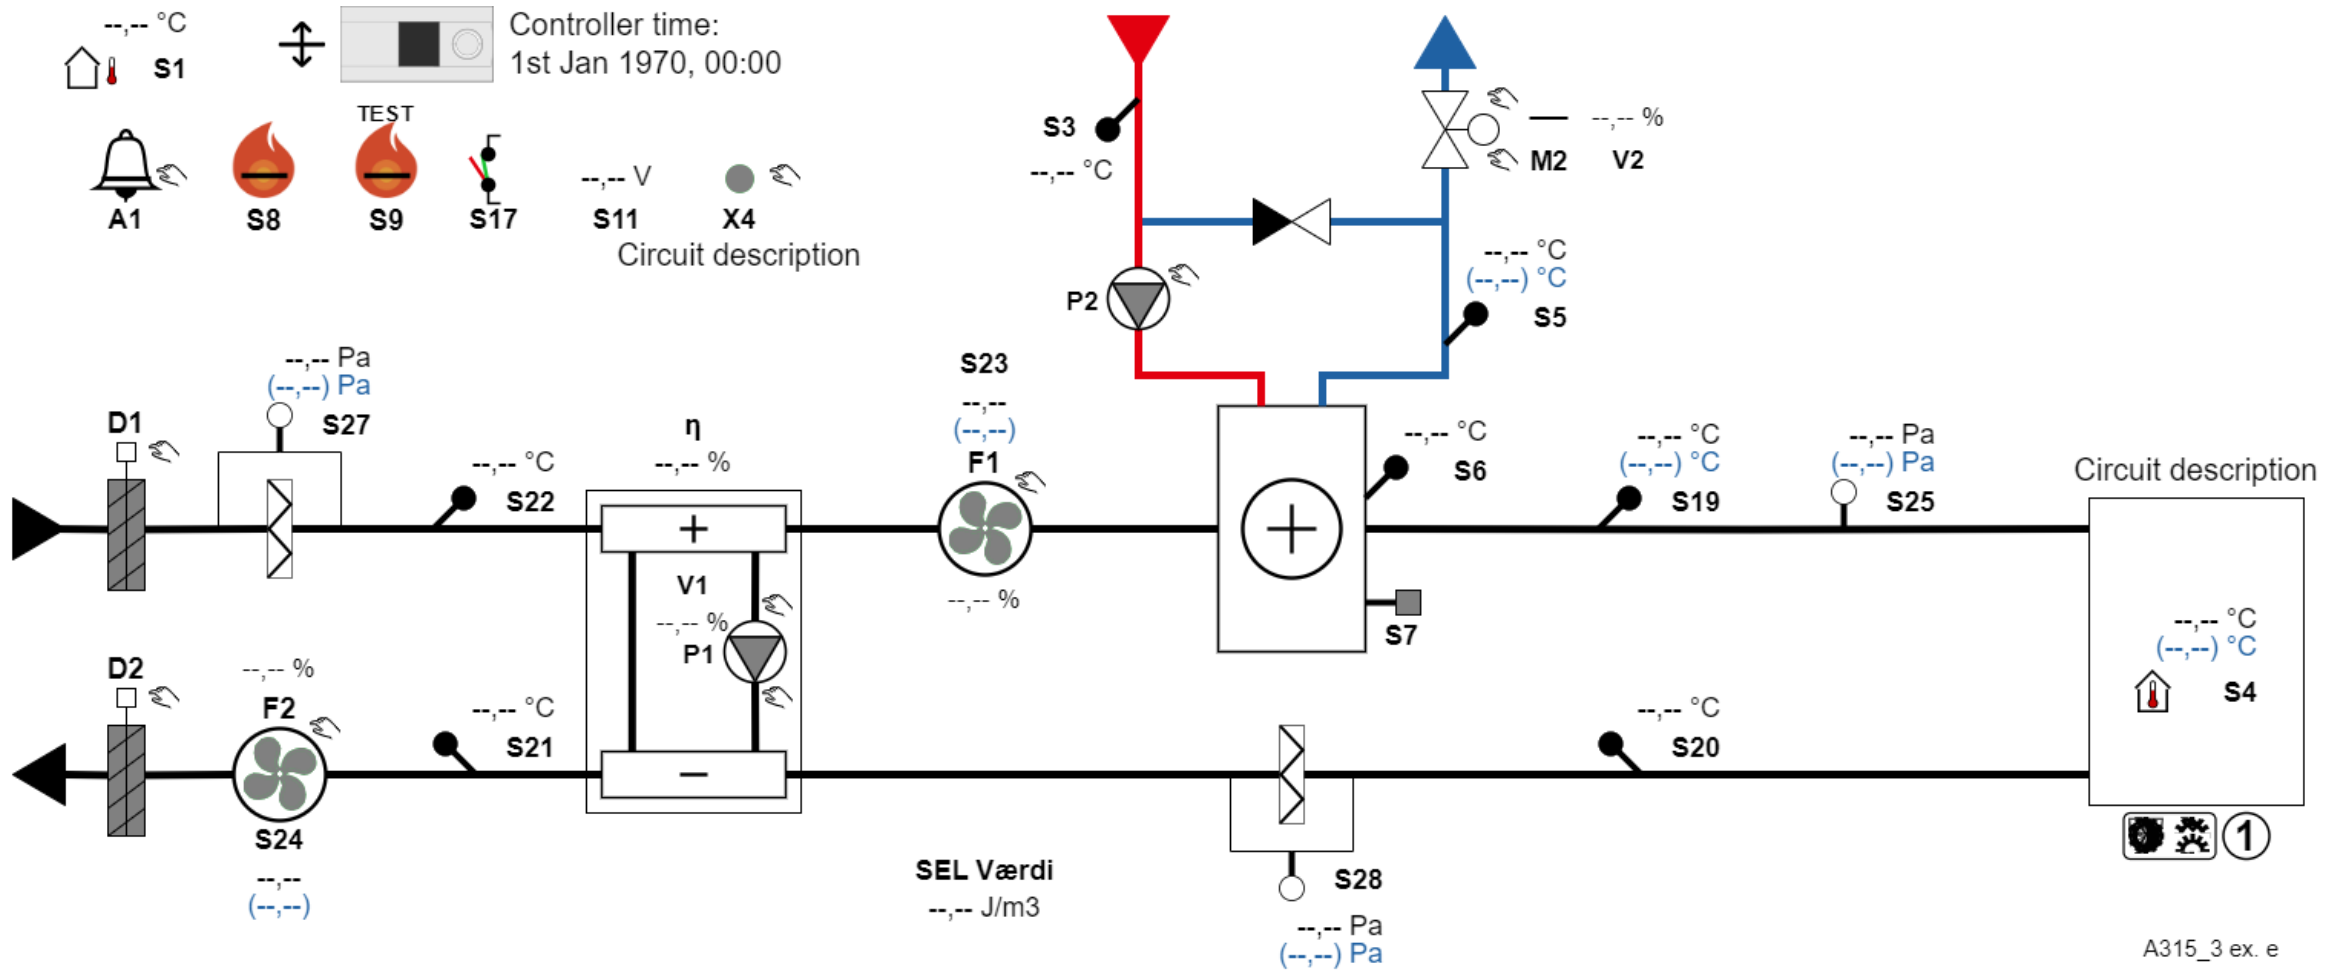 --,-- °C
S1
Controller time:
1st Jan 1970, 00:00
TEST
A1
S8
S9
S17
--,-- V
S11
X4
Circuit description
S3
--,-- °C
P2
--,-- %
M2
V2
--,-- °C
(--,--) °C
S5
--,-- Pa
(--,--) Pa
S27
D1
--,-- °C
S22
η
--,-- %
+
V1
--,-- %
P1
−
S23
--,--
(--,--)
F1
--,-- %
+
--,-- °C
S6
S7
--,-- °C
(--,--) °C
S19
--,-- Pa
(--,--) Pa
S25
Circuit description
--,-- °C
(--,--) °C
S4
D2
--,-- %
F2
S24
--,--
(--,--)
--,-- °C
S21
SEL Værdi
--,-- J/m3
S28
--,-- Pa
(--,--) Pa
--,-- °C
S20
1
A315_3 ex. e